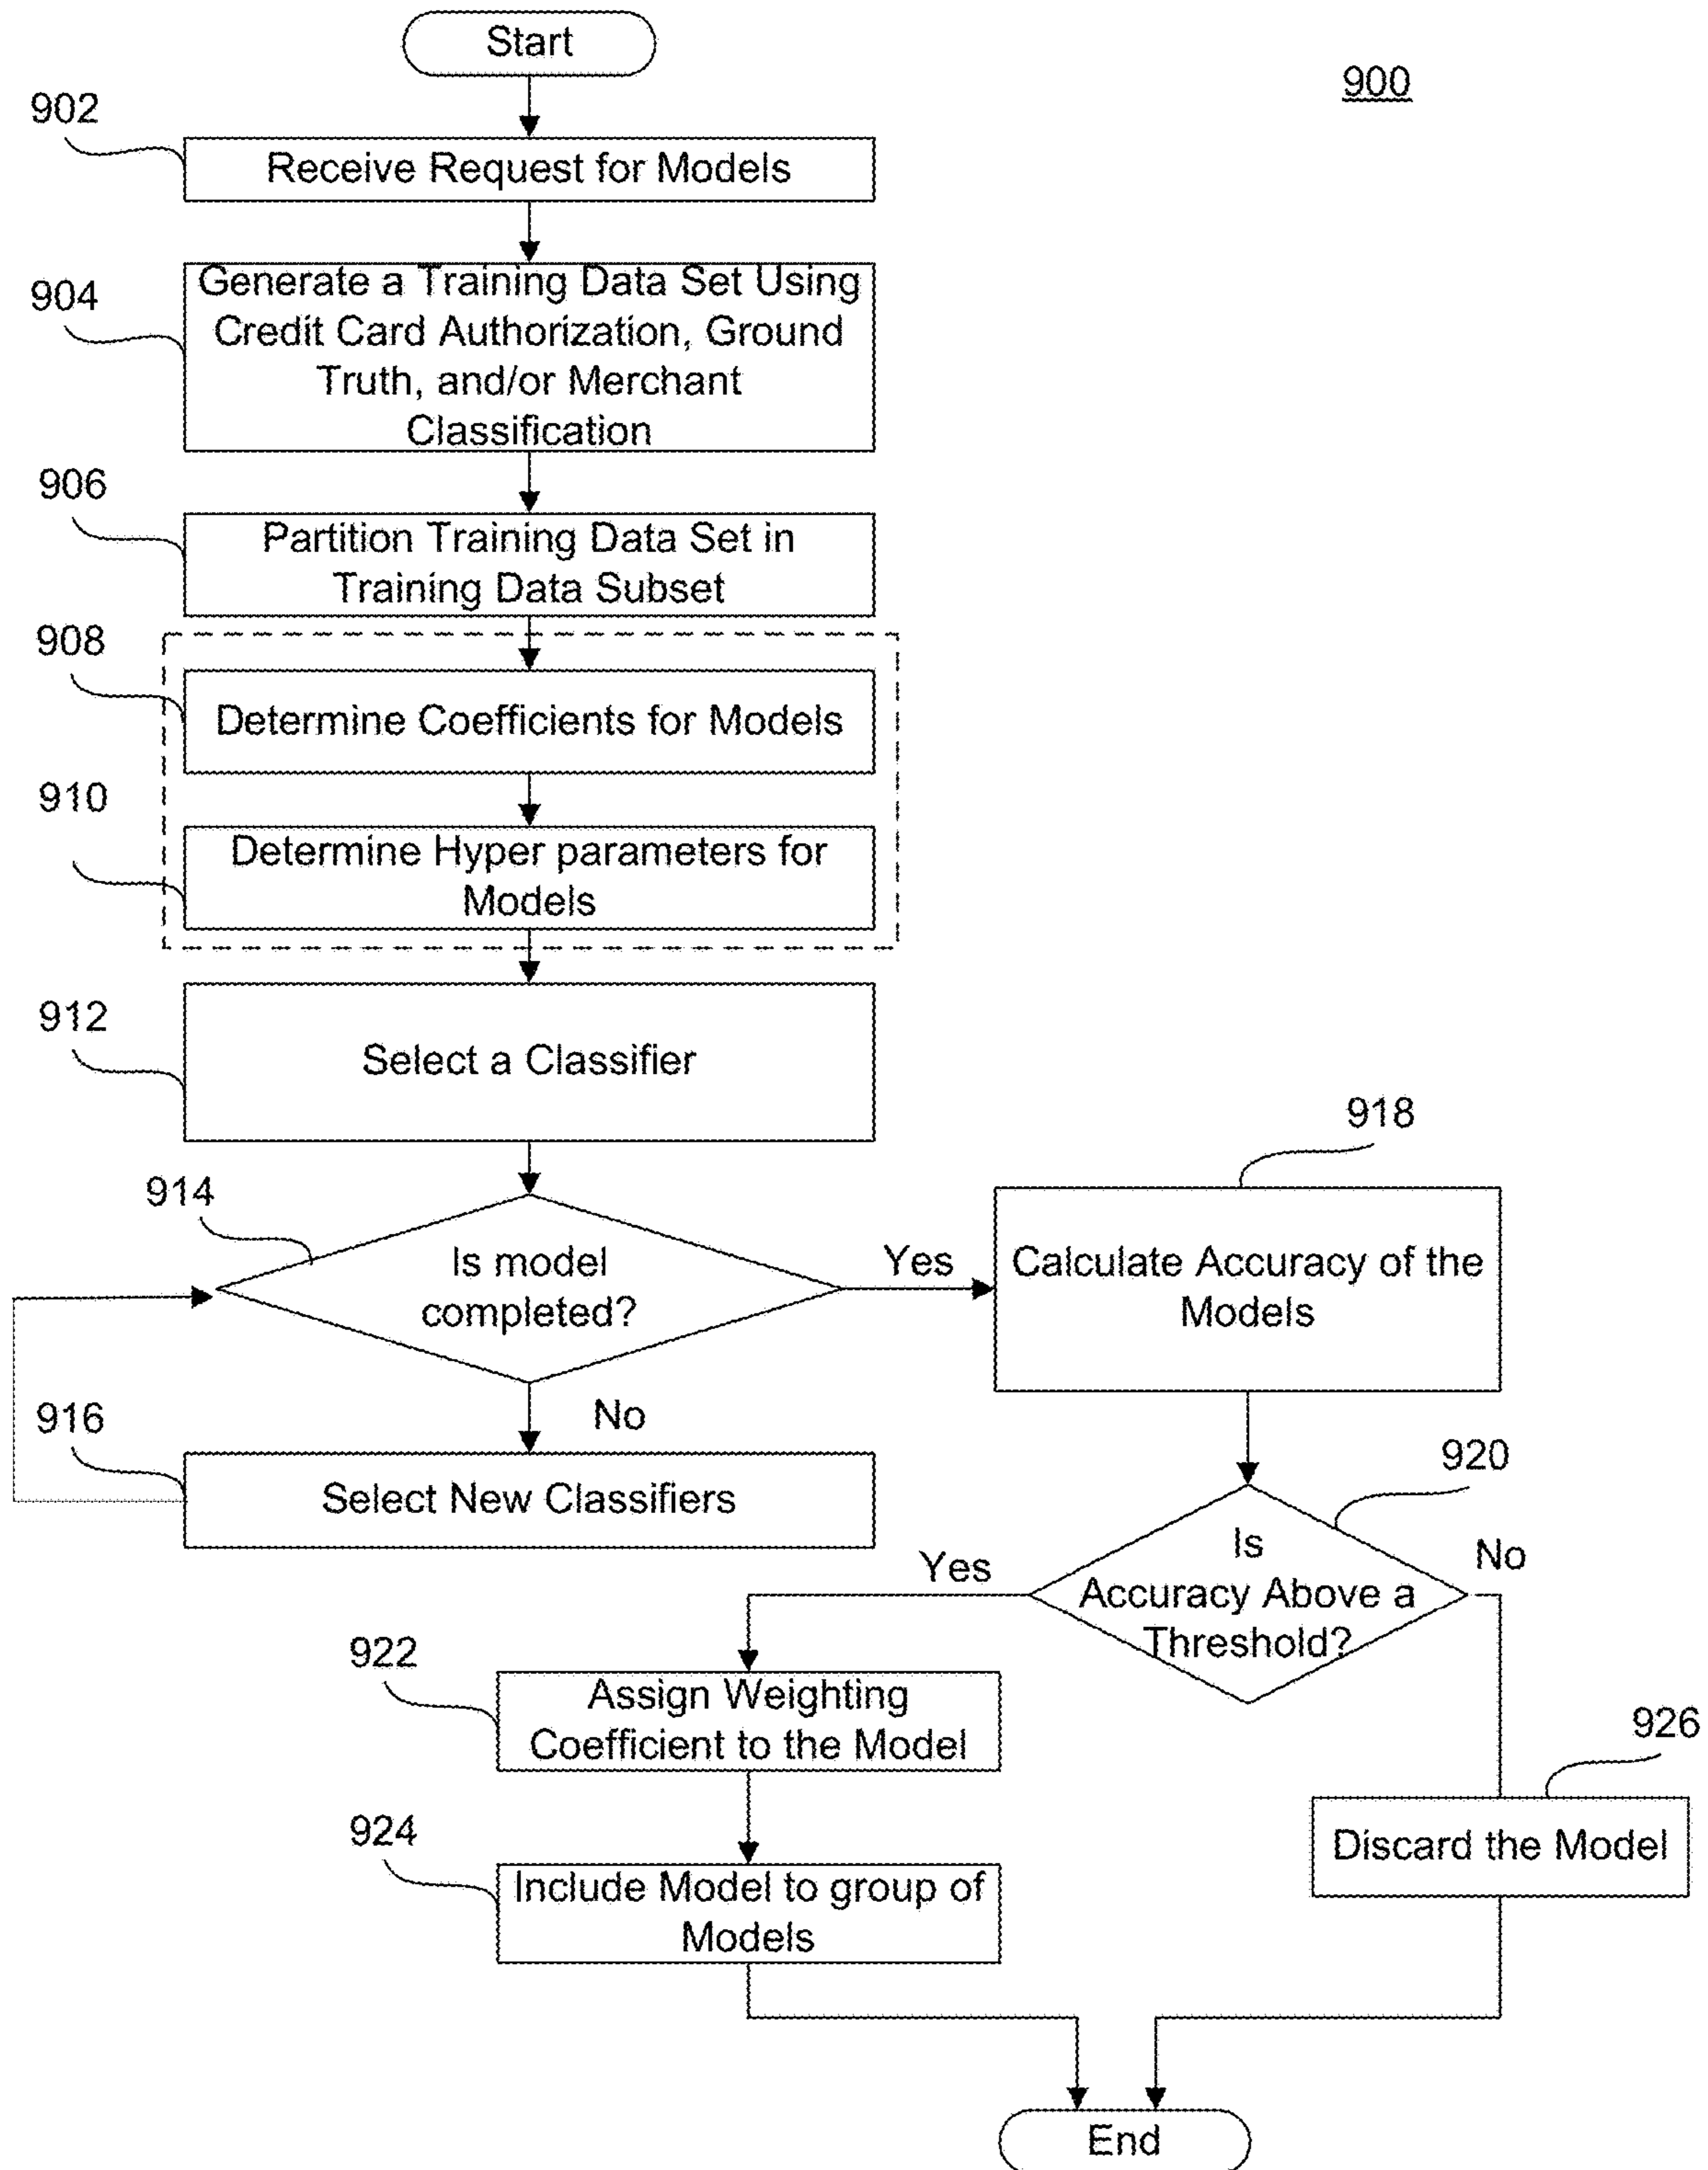 Start
900
902
Receive Request for Models
904
Generate a Training Data Set Using
Credit Card Authorization, Ground
Truth, and/or Merchant
Classification
906
Partition Training Data Set in
Training Data Subset
908
Determine Coefficients for Models
910
Determine Hyper parameters for
Models
912
Select a Classifier
914
Is model
completed?
Yes
918
Calculate Accuracy of the
Models
No
916
Select New Classifiers
920
Is
Accuracy Above a
Threshold?
Yes
No
922
Assign Weighting
Coefficient to the Model
924
Include Model to group of
Models
926
Discard the Model
End